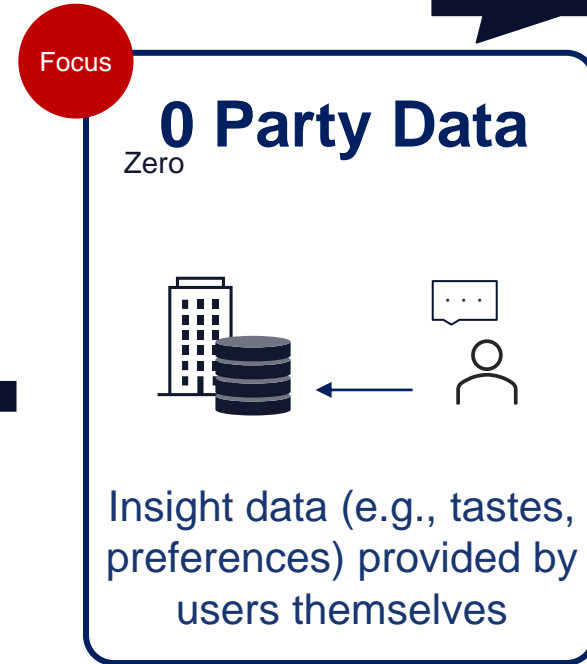 Focus
0 Party Data
Zero
...
Insight data (e.g., tastes,
preferences) provided by
users themselves